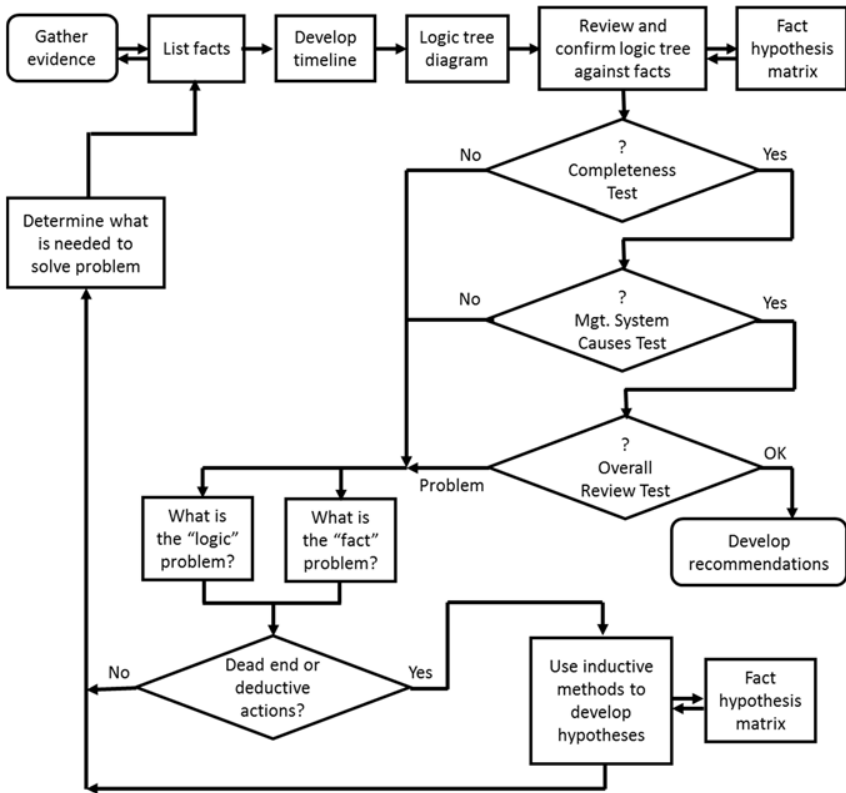 Gather
evidence
List facts
Develop
timeline
Logic tree
diagram
Review and
confirm logic tree
against facts
Fact
hypothesis
matrix
No
?
Completeness
Test
Yes
Determine what
is needed to
solve problem
No
?
Mgt. System
Causes Test
Yes
Problem
?
Overall
Review Test
OK
What is
the “logic”
problem?
What is
the “fact”
problem?
Develop
recommendations
No
Dead end or
deductive
actions?
Yes
Use inductive
methods to
develop
hypotheses
Fact
hypothesis
matrix